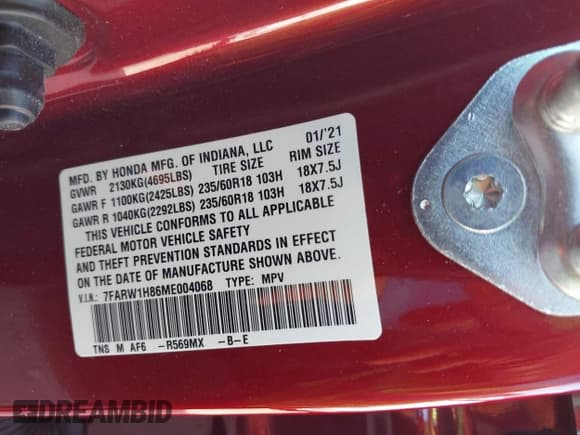 MFD. BY HONDA MFG. OF INDIANA, LLC 01/'21
GVWR 2130KG(4695LBS) TIRE SIZE RIM SIZE
GAWR F 1100KG(2425LBS) 235/60R18 103H 18X7.5J
GAWR R 1040KG(2292LBS) 235/60R18 103H 18X7.5J
THIS VEHICLE CONFORMS TO ALL APPLICABLE
FEDERAL MOTOR VEHICLE SAFETY
AND THEFT PREVENTION STANDARDS IN EFFECT
ON THE DATE OF MANUFACTURE SHOWN ABOVE.
V.I.N.: 7FARW1H86ME004068 TYPE: MPV
TNS M AF6 -R569MX -B-E
DREAMBID